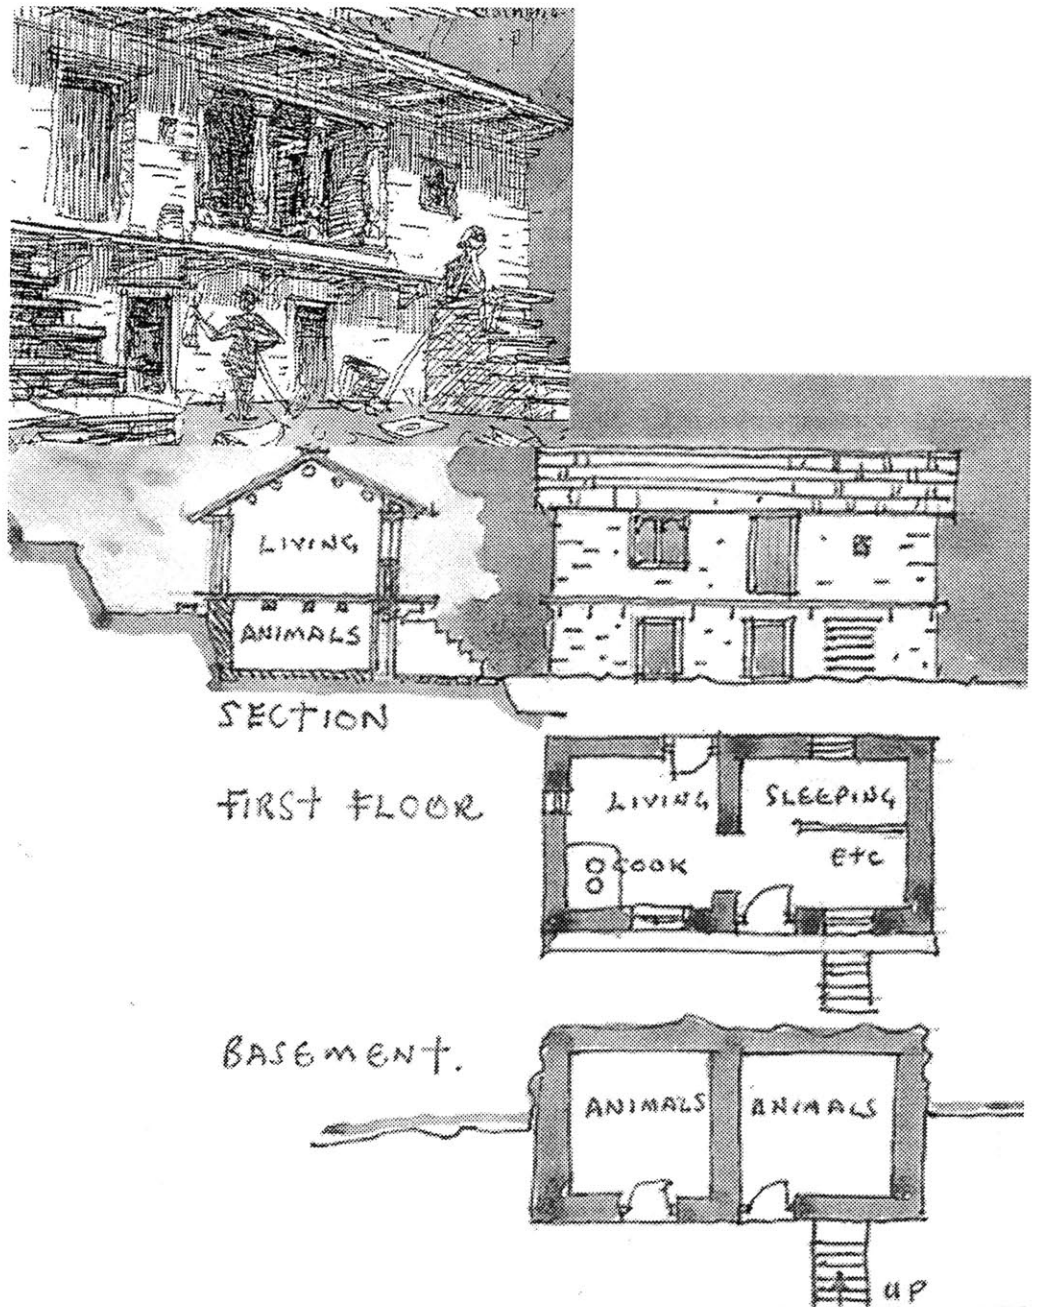 LIVING
ANIMALS
SECTION
FIRST FLOOR
LIVING SLEEPING
COOK ETC
BASEMENT.
ANIMALS ANIMALS
UP